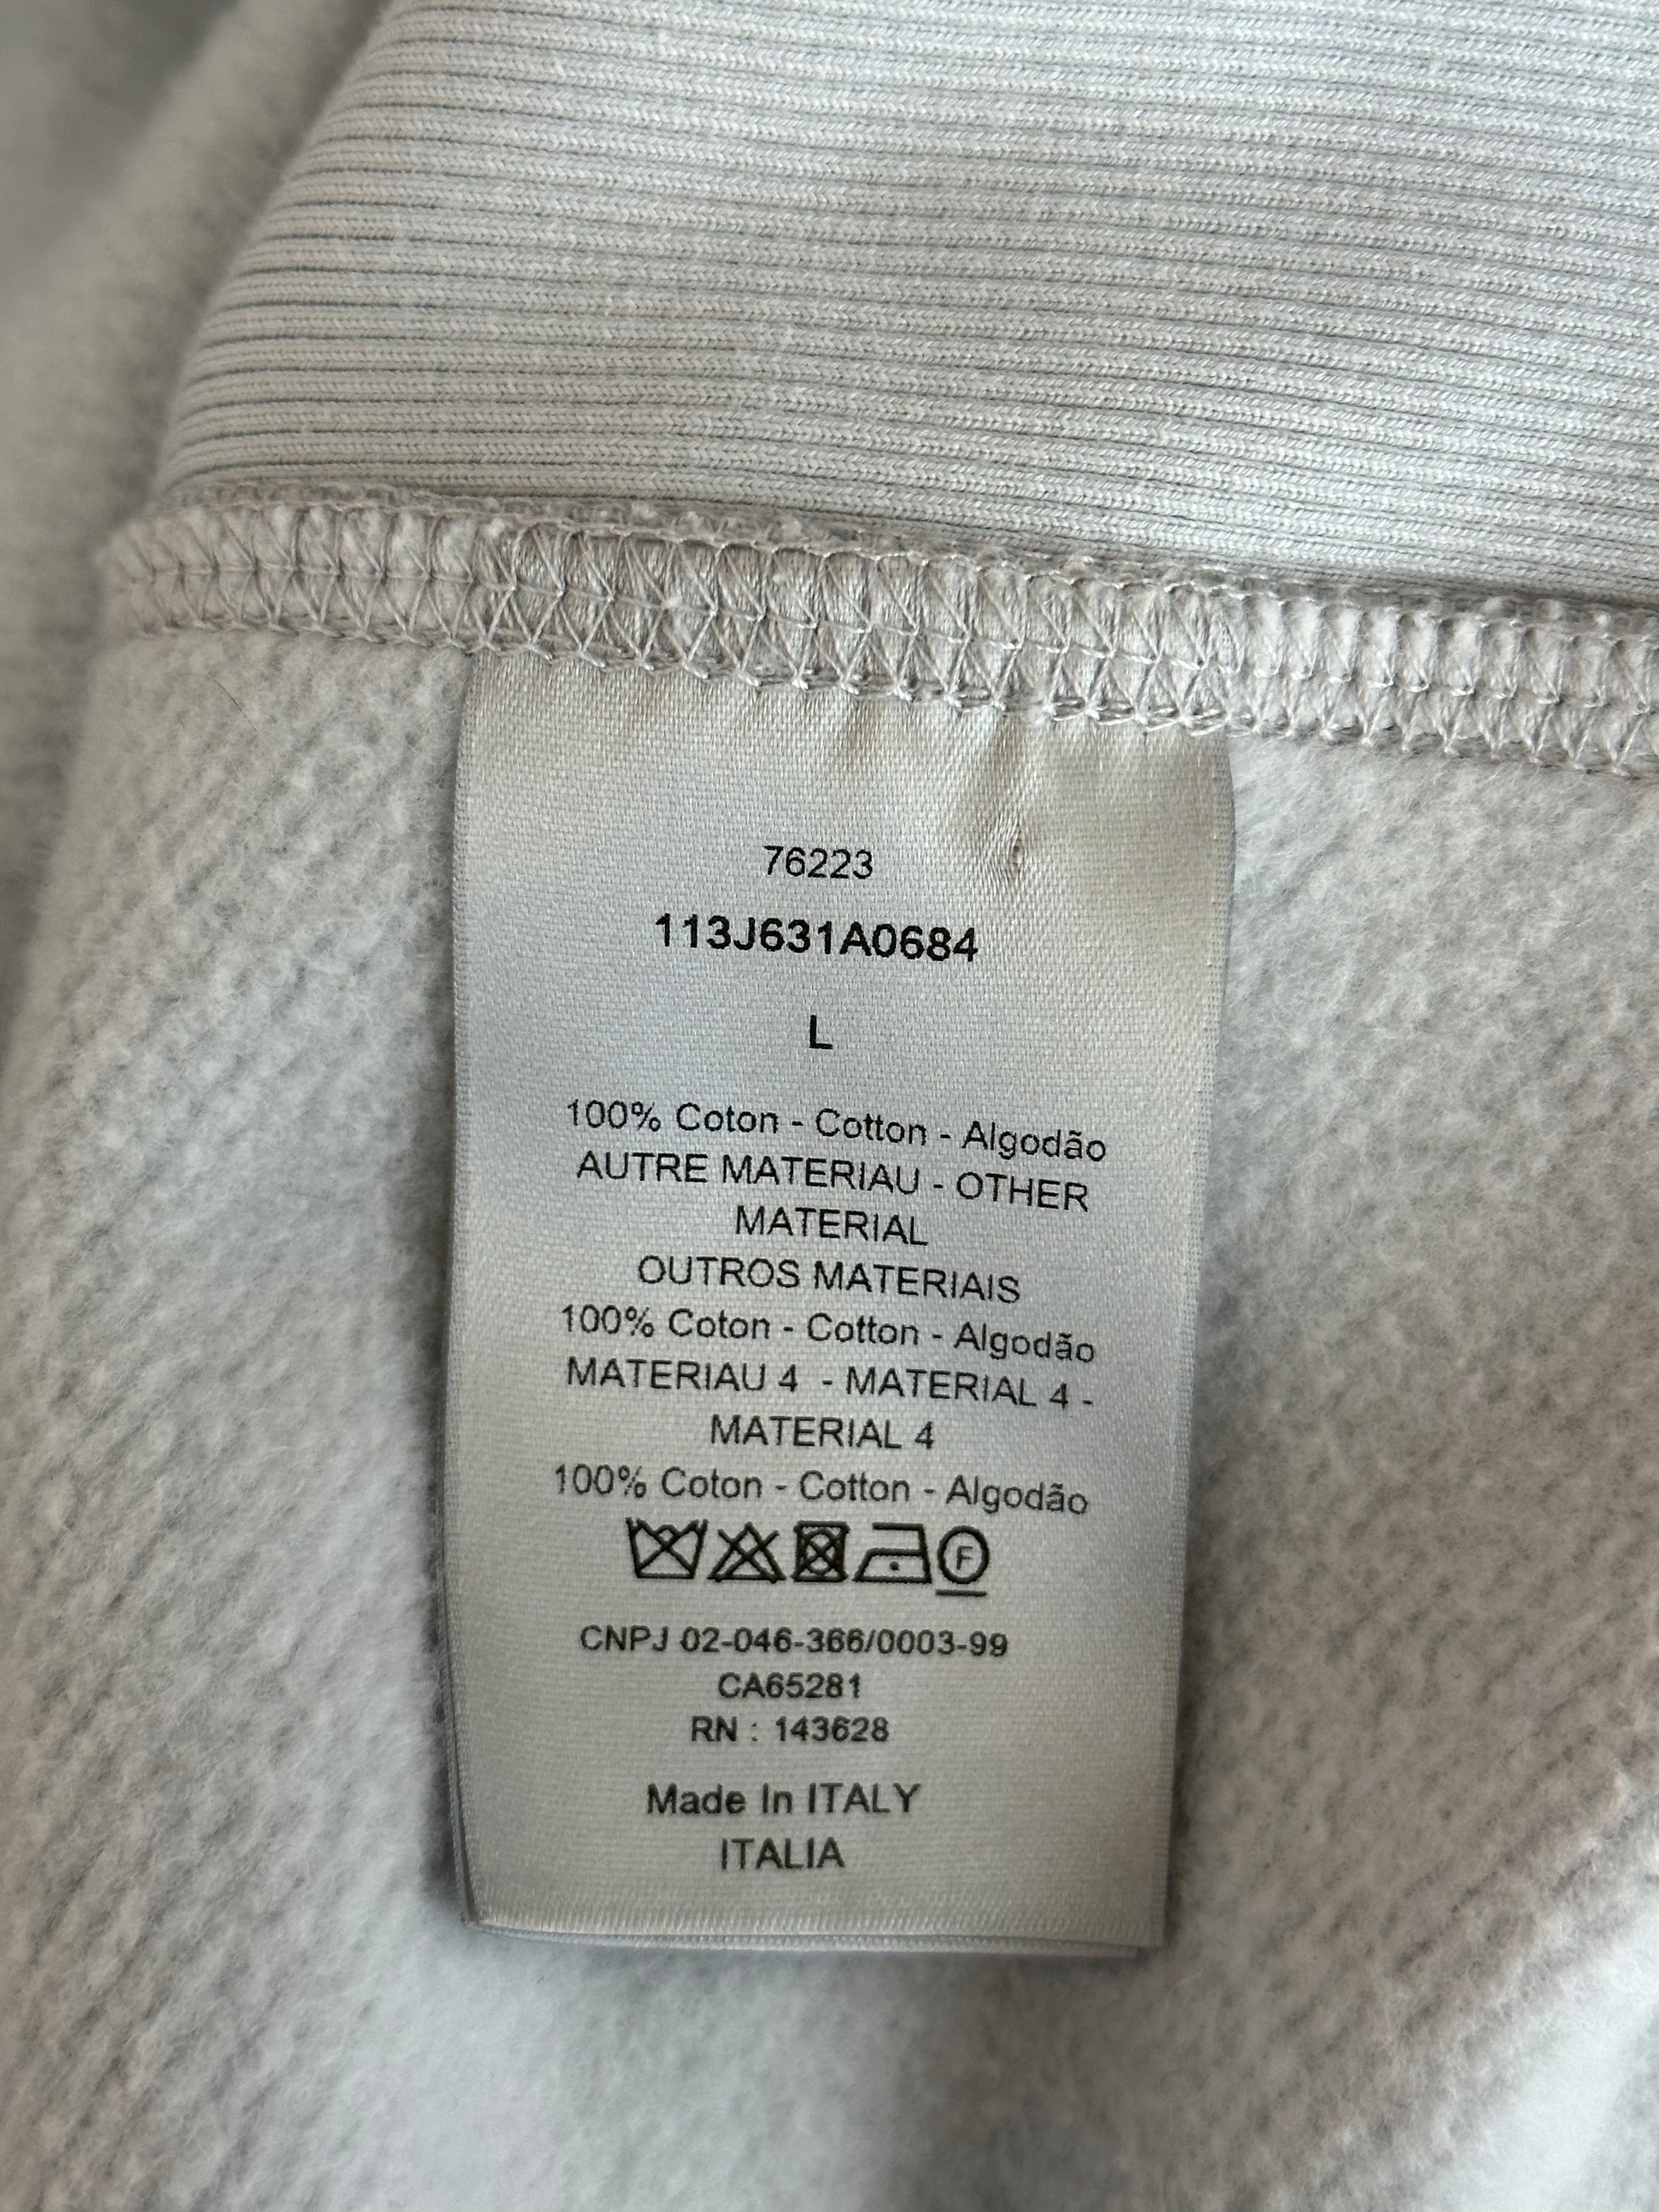 76223
113J631A0684
L
100% Coton - Cotton - Algodão
AUTRE MATERIAU - OTHER
MATERIAL
OUTROS MATERIAIS
100% Coton - Cotton - Algodão
MATERIAU 4 - MATERIAL 4 -
MATERIAL 4
100% Coton - Cotton - Algodão
F
CNPJ 02-046-366/0003-99
CA65281
RN : 143628
Made In ITALY
ITALIA